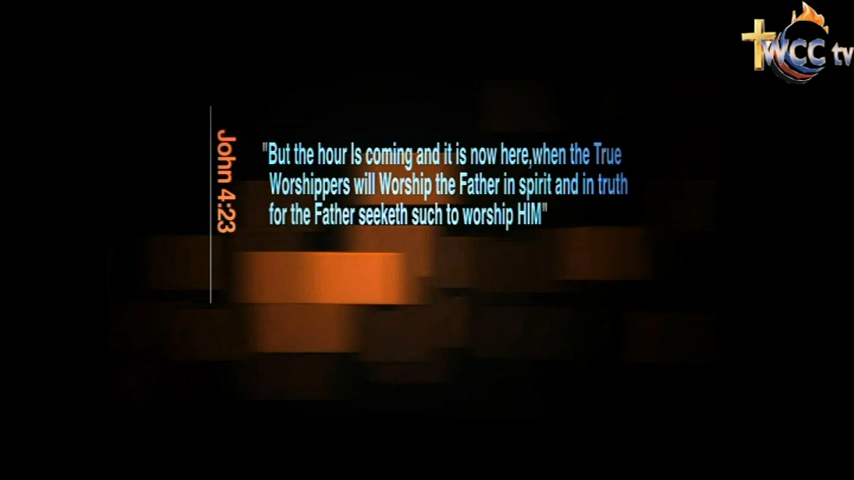 WCC tv
John 4:23
"But the hour Is coming and it is now here,when the True
Worshippers will Worship the Father in spirit and in truth
for the Father seeketh such to worship HIM"